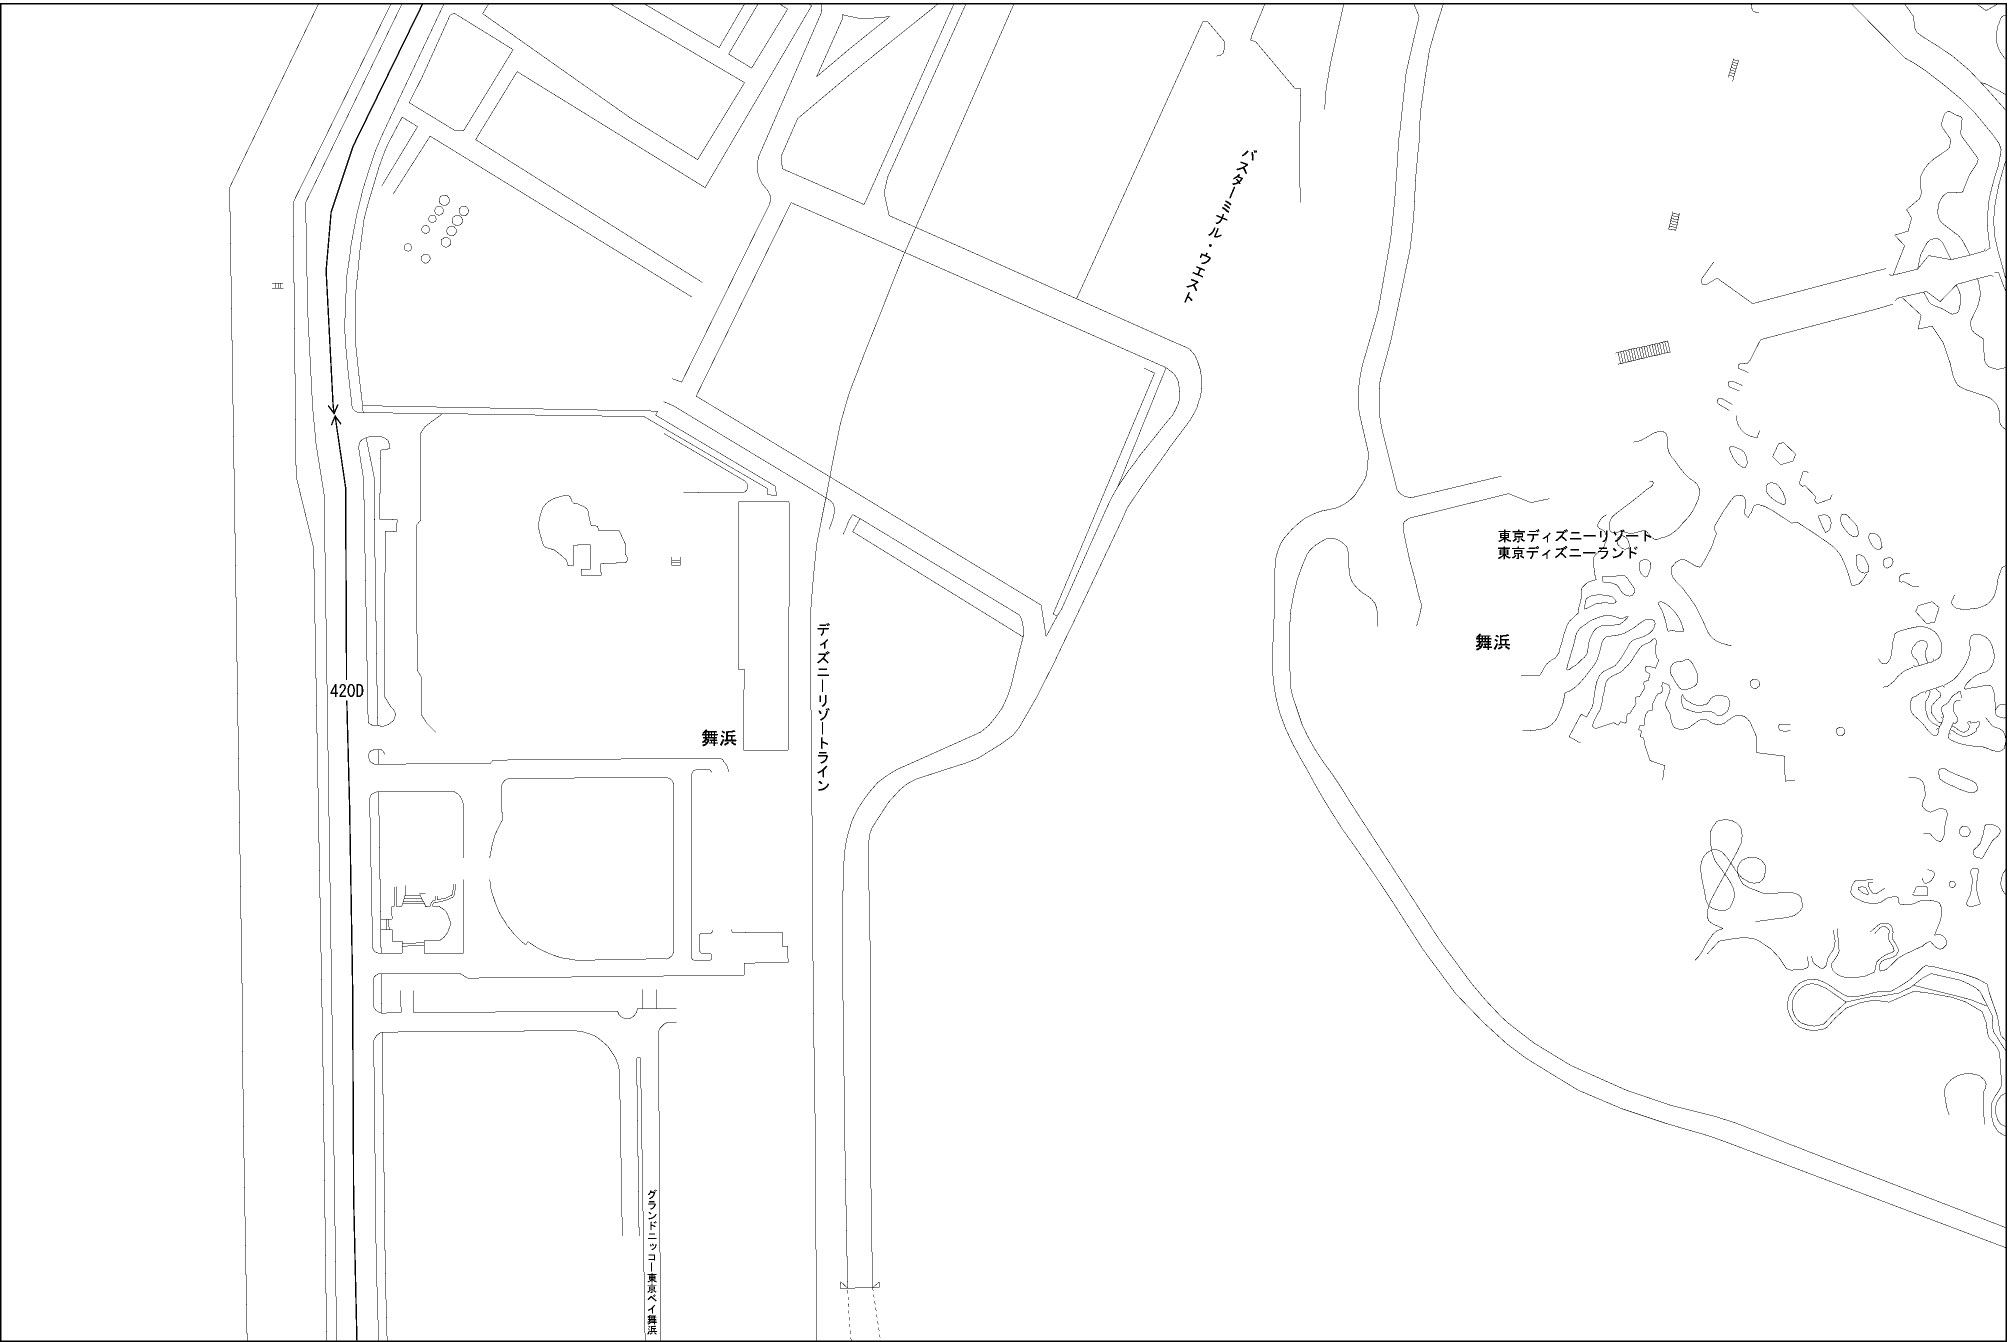 バスターミナル・ウエスト
東京ディズニーリゾート
東京ディズニーランド
舞浜
ディズニーリゾートライン
420D
舞浜
グランドニッコー東京ベイ舞浜